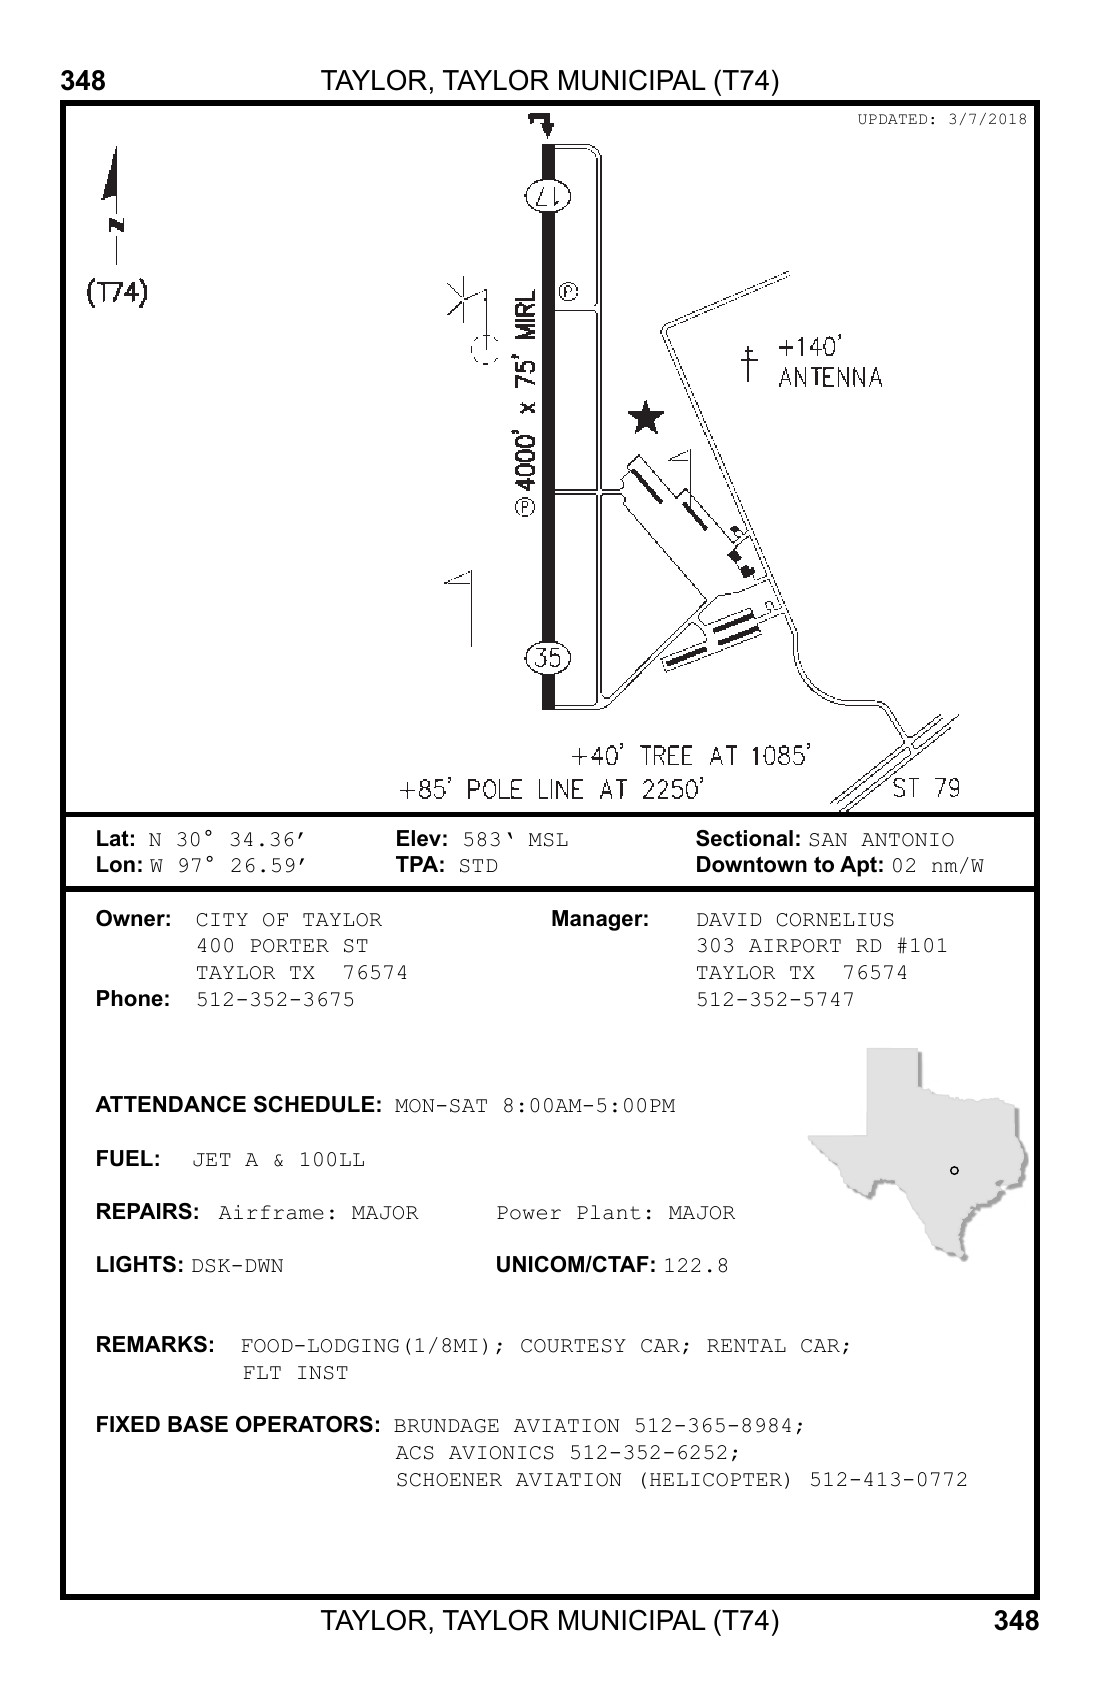 348 TAYLOR, TAYLOR MUNICIPAL (T74)
UPDATED: 3/7/2018
17
N
(T74)
P
Ⓟ 4000' x 75' MIRL
+140'
ANTENNA
35
+40' TREE AT 1085'
+85' POLE LINE AT 2250'
ST 79
Lat: N 30° 34.36′ Elev: 583‘ MSL Sectional: SAN ANTONIO
Lon: W 97° 26.59′ TPA: STD Downtown to Apt: 02 nm/W
Owner: CITY OF TAYLOR Manager: DAVID CORNELIUS
400 PORTER ST 303 AIRPORT RD #101
TAYLOR TX 76574 TAYLOR TX 76574
Phone: 512-352-3675 512-352-5747
ATTENDANCE SCHEDULE: MON-SAT 8:00AM-5:00PM
FUEL: JET A & 100LL
REPAIRS: Airframe: MAJOR Power Plant: MAJOR
LIGHTS: DSK-DWN UNICOM/CTAF: 122.8
REMARKS: FOOD-LODGING(1/8MI); COURTESY CAR; RENTAL CAR;
FLT INST
FIXED BASE OPERATORS: BRUNDAGE AVIATION 512-365-8984;
ACS AVIONICS 512-352-6252;
SCHOENER AVIATION (HELICOPTER) 512-413-0772
TAYLOR, TAYLOR MUNICIPAL (T74) 348